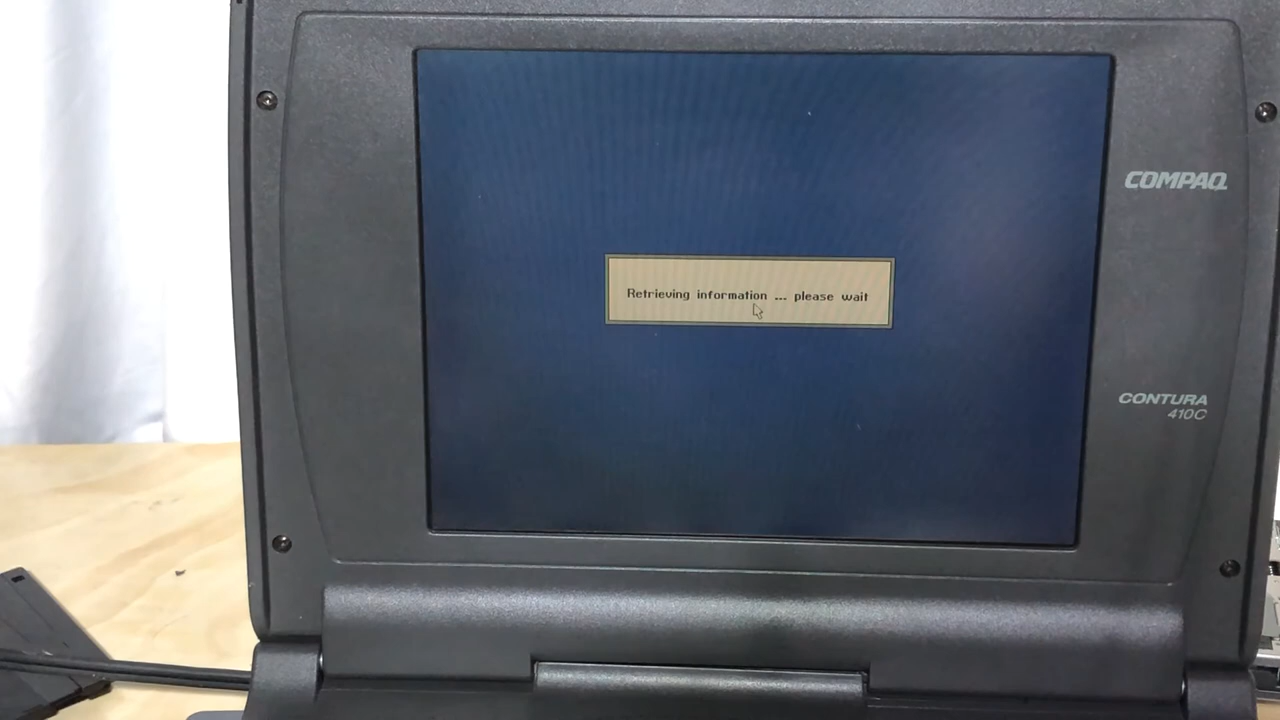 COMPAQ
Retrieving information ... please wait
CONTURA
410C